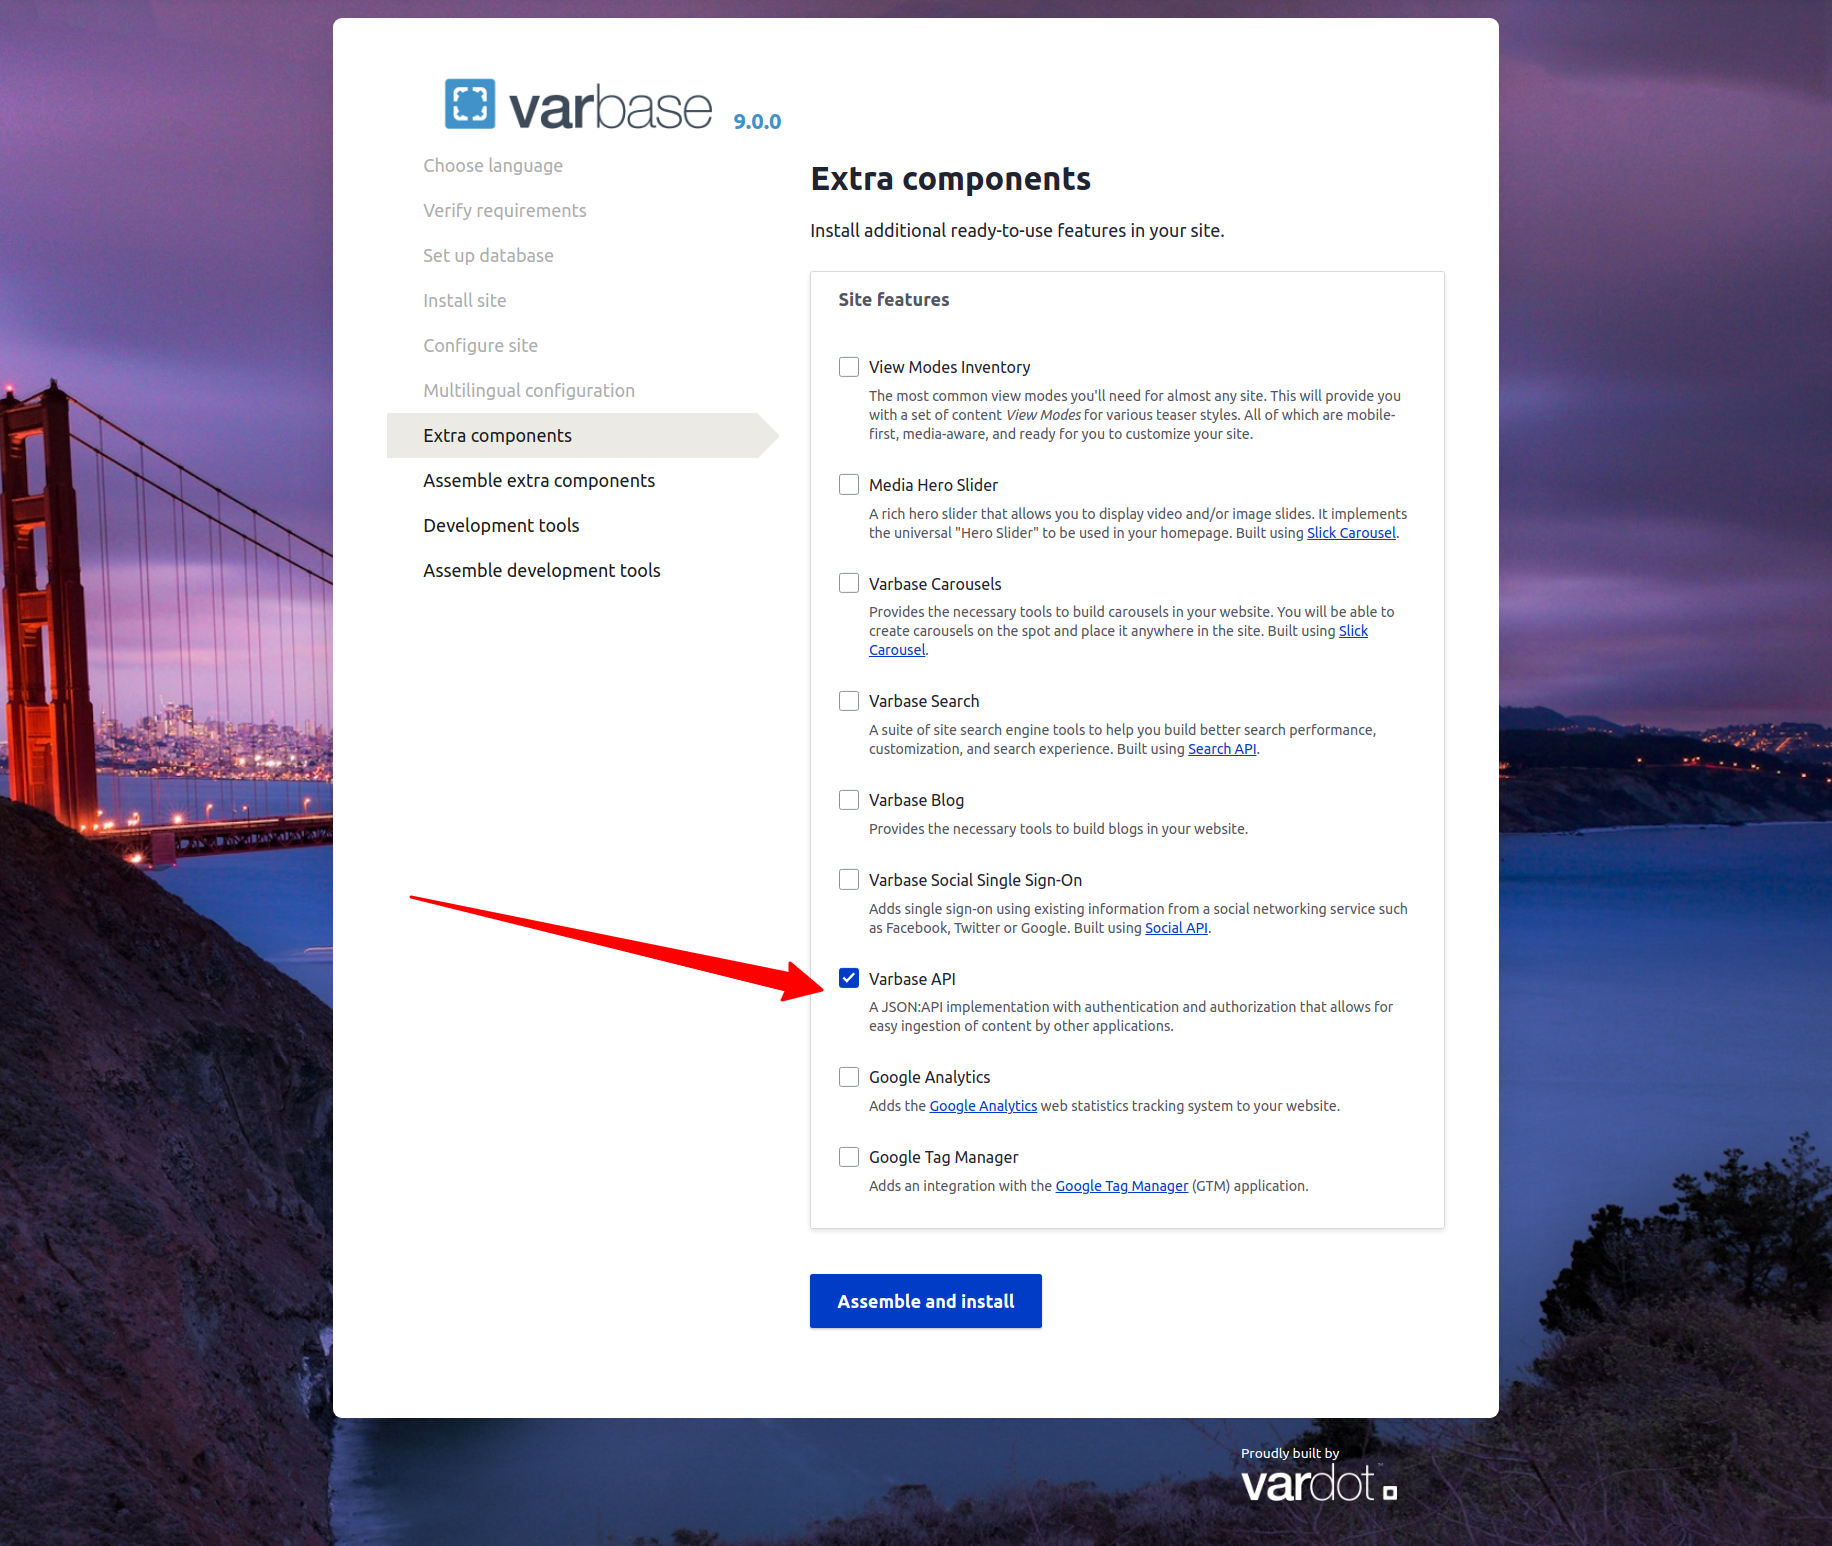 varbase 9.0.0
Choose language
Verify requirements
Set up database
Install site
Configure site
Multilingual configuration
Extra components
Assemble extra components
Development tools
Assemble development tools
Extra components
Install additional ready-to-use features in your site.
Site features
View Modes Inventory
The most common view modes you'll need for almost any site. This will provide you
with a set of content View Modes for various teaser styles. All of which are mobile-
first, media-aware, and ready for you to customize your site.
Media Hero Slider
A rich hero slider that allows you to display video and/or image slides. It implements
the universal "Hero Slider" to be used in your homepage. Built using Slick Carousel.
Varbase Carousels
Provides the necessary tools to build carousels in your website. You will be able to
create carousels on the spot and place it anywhere in the site. Built using Slick
Carousel.
Varbase Search
A suite of site search engine tools to help you build better search performance,
customization, and search experience. Built using Search API.
Varbase Blog
Provides the necessary tools to build blogs in your website.
Varbase Social Single Sign-On
Adds single sign-on using existing information from a social networking service such
as Facebook, Twitter or Google. Built using Social API.
Varbase API
A JSON:API implementation with authentication and authorization that allows for
easy ingestion of content by other applications.
Google Analytics
Adds the Google Analytics web statistics tracking system to your website.
Google Tag Manager
Adds an integration with the Google Tag Manager (GTM) application.
Assemble and install
Proudly built by
vardot